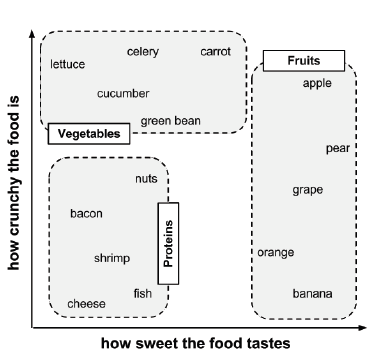 celery
carrot
lettuce
cucumber
green bean
Vegetables
Fruits
apple
pear
grape
orange
banana
nuts
bacon
shrimp
fish
cheese
Proteins
how crunchy the food is
how sweet the food tastes